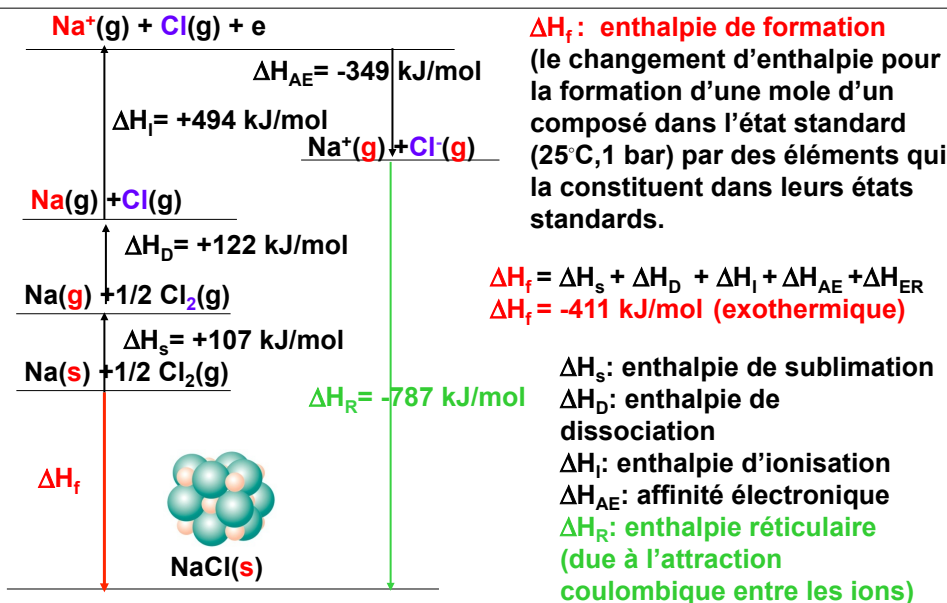 Na⁺(g) + Cl(g) + e
ΔH_AE= -349 kJ/mol
ΔH_I= +494 kJ/mol
Na⁺(g) +Cl⁻(g)
Na(g) +Cl(g)
ΔH_D= +122 kJ/mol
Na(g) +1/2 Cl₂(g)
ΔH_s= +107 kJ/mol
Na(s) +1/2 Cl₂(g)
ΔH_R= -787 kJ/mol
ΔH_f
NaCl(s)
ΔH_f : enthalpie de formation
(le changement d’enthalpie pour
la formation d’une mole d’un
composé dans l’état standard
(25°C,1 bar) par des éléments qui
la constituent dans leurs états
standards.
ΔH_f = ΔH_s + ΔH_D + ΔH_I + ΔH_AE +ΔH_ER
ΔH_f = -411 kJ/mol (exothermique)
ΔH_s: enthalpie de sublimation
ΔH_D: enthalpie de
dissociation
ΔH_I: enthalpie d’ionisation
ΔH_AE: affinité électronique
ΔH_R: enthalpie réticulaire
(due à l’attraction
coulombique entre les ions)